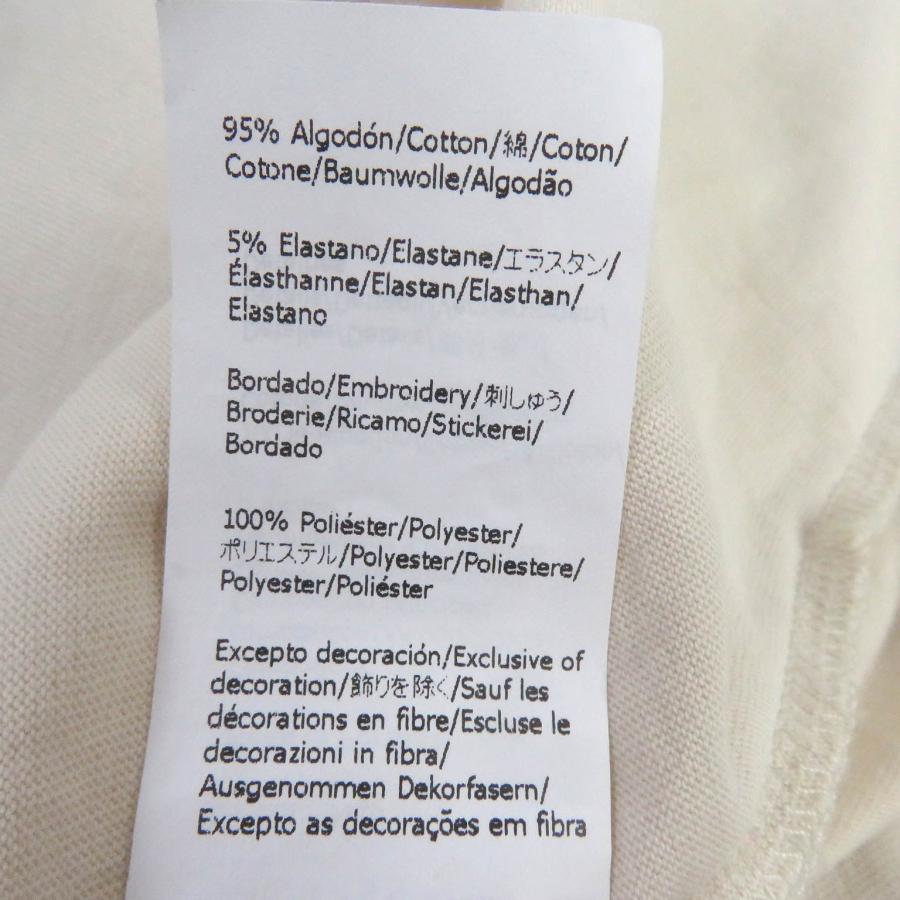 95% Algodón/Cotton/綿/Coton/
Cotone/Baumwolle/Algodão
5% Elastano/Elastane/エラスタン/
Élasthanne/Elastan/Elasthan/
Elastano
Bordado/Embroidery/刺しゅう/
Broderie/Ricamo/Stickerei/
Bordado
100% Poliéster/Polyester/
ポリエステル/Polyester/Poliestere/
Polyester/Poliéster
Excepto decoración/Exclusive of
decoration/飾りを除く/Sauf les
décorations en fibre/Escluse le
decorazioni in fibra/
Ausgenommen Dekorfasern/
Excepto as decorações em fibra